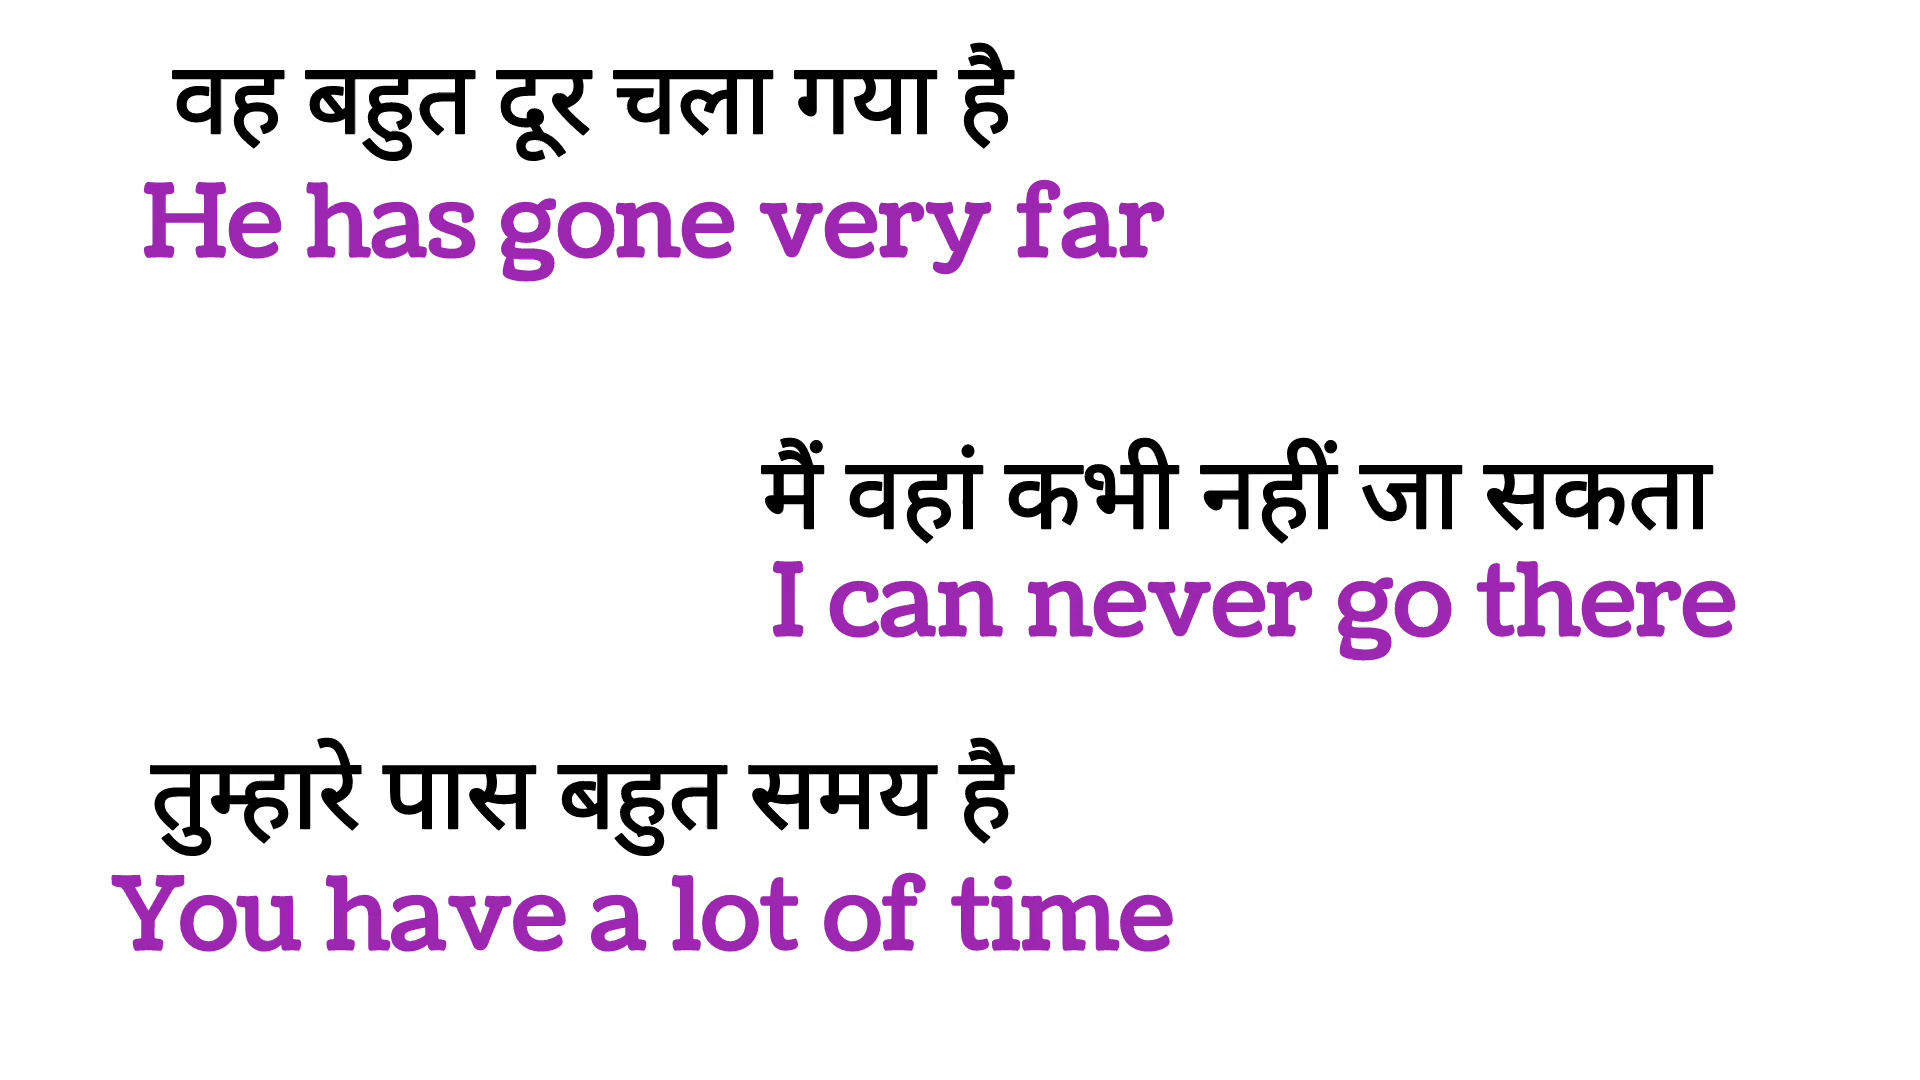 वह बहुत दूर चला गया है
He has gone very far
मैं वहां कभी नहीं जा सकता
I can never go there
तुम्हारे पास बहुत समय है
You have a lot of time